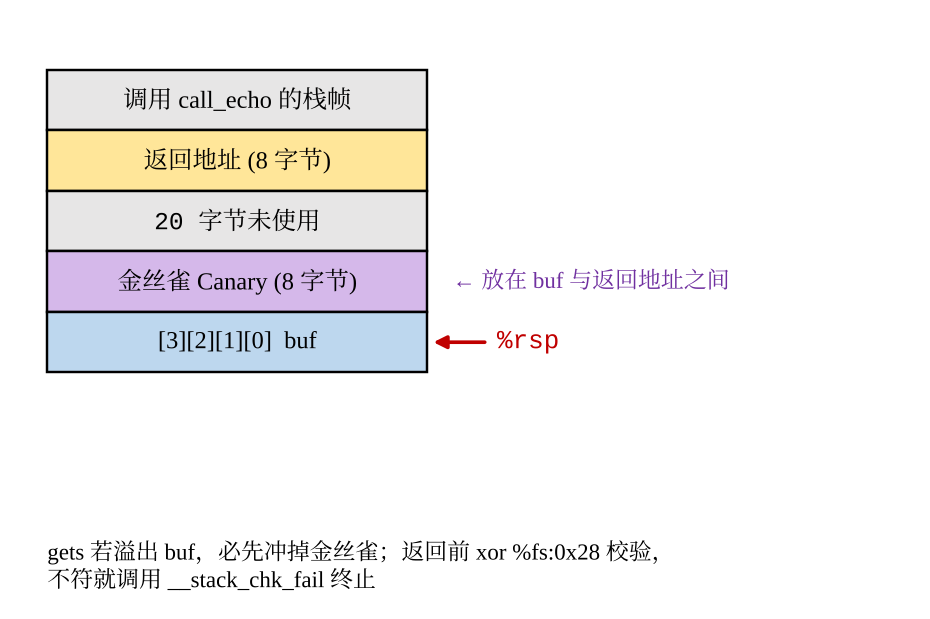 调用 call_echo 的栈帧
返回地址 (8 字节)
20 字节未使用
金丝雀 Canary (8 字节)
← 放在 buf 与返回地址之间
[3][2][1][0] buf
%rsp
gets 若溢出 buf，必先冲掉金丝雀；返回前 xor %fs:0x28 校验，
不符就调用 __stack_chk_fail 终止